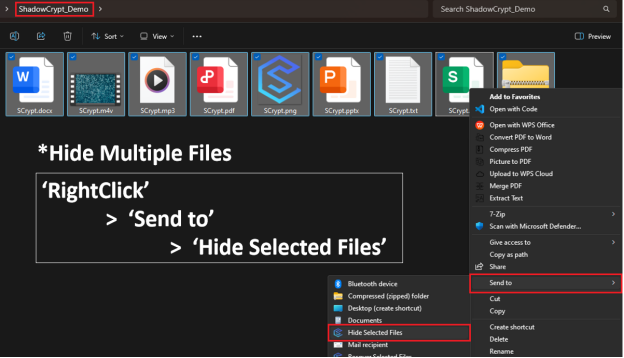 > ShadowCrypt_Demo >
Search ShadowCrypt_Demo
Sort
View
Preview
SCrypt.docx
SCrypt.m4v
SCrypt.mp3
SCrypt.pdf
SCrypt.png
SCrypt.pptx
SCrypt.txt
SCrypt.
*Hide Multiple Files
‘RightClick’
> ‘Send to’
> ‘Hide Selected Files’
Add to Favorites
Open with Code
Open with WPS Office
Convert PDF to Word
Compress PDF
Picture to PDF
Upload to WPS Cloud
Merge PDF
Extract Text
7-Zip
Scan with Microsoft Defender...
Give access to
Copy as path
Share
Send to
Cut
Copy
Create shortcut
Delete
Rename
Bluetooth device
Compressed (zipped) folder
Desktop (create shortcut)
Documents
Hide Selected Files
Mail recipient
Recover Selected Files